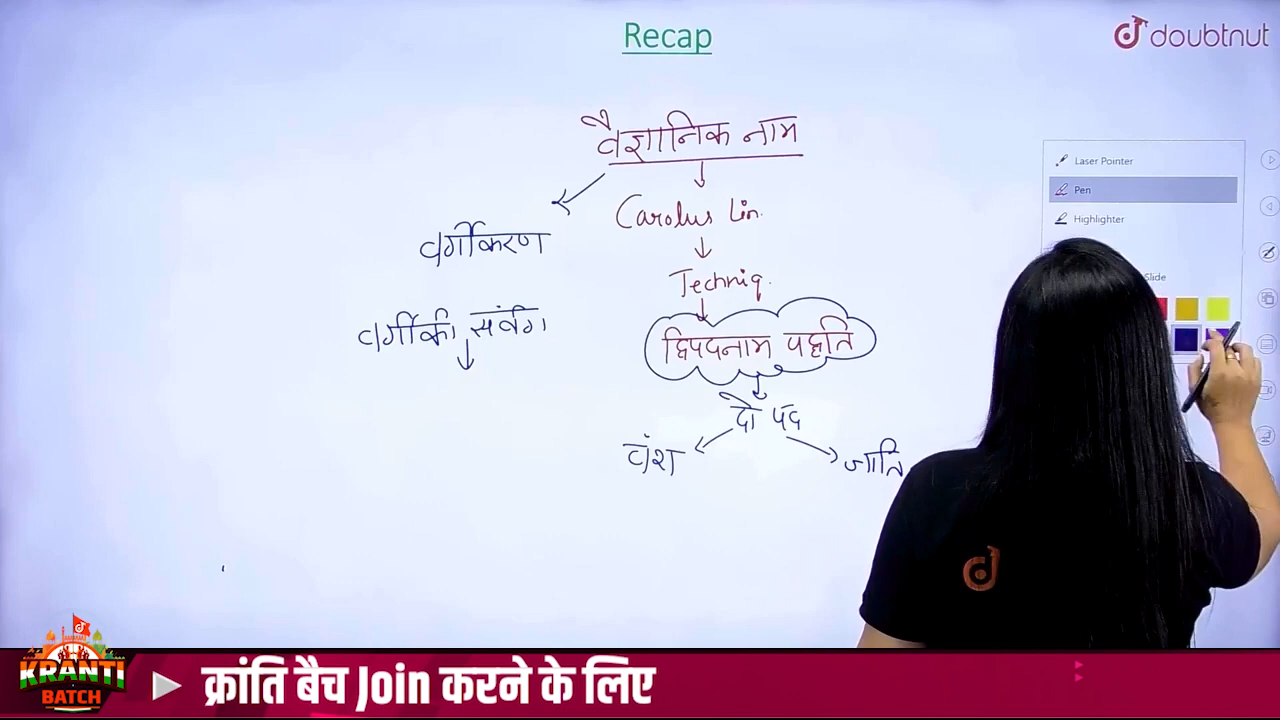 Recap
doubtnut
वैज्ञानिक नाम
Carolus Lin.
वर्गीकरण
Techniq.
वर्गीकी संवर्ग
द्विपदनाम पद्धति
दो पद
वंश
जाति
Laser Pointer
Pen
Highlighter
Slide
KRANTI
BATCH
क्रांति बैच Join करने के लिए